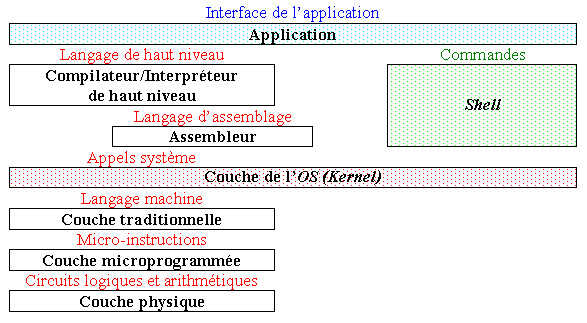 Interface de l'application
Application
Langage de haut niveau
Commandes
Compilateur/Interpréteur
de haut niveau
Shell
Langage d'assemblage
Assembleur
Appels système
Couche de l'OS (Kernel)
Langage machine
Couche traditionnelle
Micro-instructions
Couche microprogrammée
Circuits logiques et arithmétiques
Couche physique